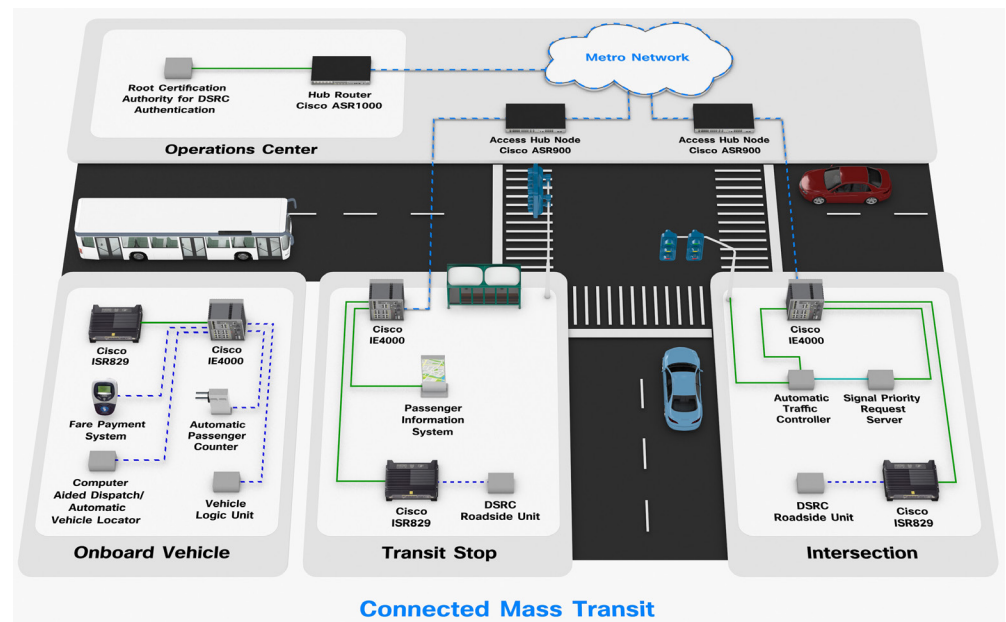 Metro Network
Root Certification
Authority for DSRC
Authentication
Hub Router
Cisco ASR1000
Operations Center
Access Hub Node
Cisco ASR900
Access Hub Node
Cisco ASR900
Cisco
ISR829
Cisco
IE4000
Fare Payment
System
Automatic
Passenger
Counter
Computer
Aided Dispatch/
Automatic
Vehicle Locator
Vehicle
Logic Unit
Onboard Vehicle
Cisco
IE4000
Passenger
Information
System
Cisco
ISR829
DSRC
Roadside Unit
Transit Stop
Cisco
IE4000
Automatic
Traffic
Controller
Signal Priority
Request
Server
DSRC
Roadside Unit
Cisco
ISR829
Intersection
Connected Mass Transit